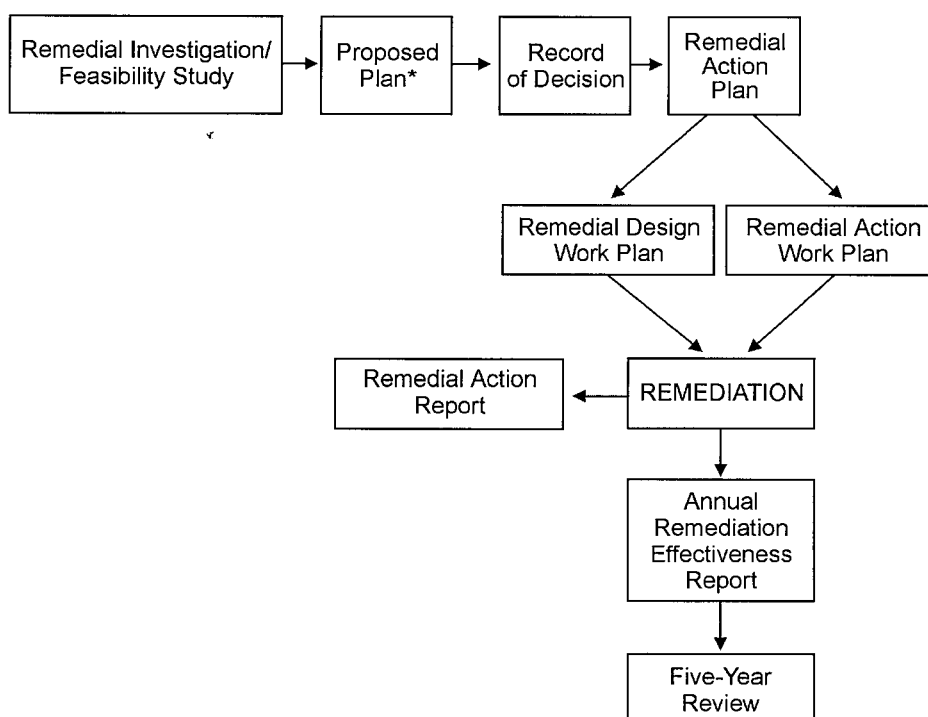 Remedial Investigation/
Feasibility Study
Proposed
Plan*
Record
of Decision
Remedial
Action
Plan
Remedial Design
Work Plan
Remedial Action
Work Plan
Remedial Action
Report
REMEDIATION
Annual
Remediation
Effectiveness
Report
Five-Year
Review